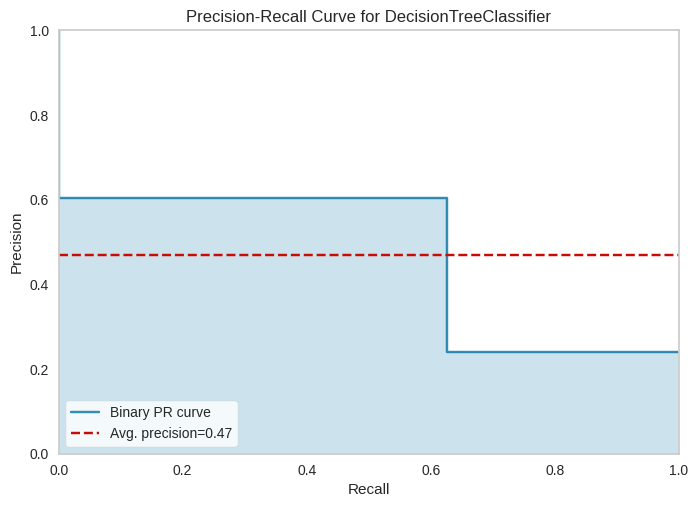 Precision-Recall Curve for DecisionTreeClassifier
1.0
0.8
0.6
0.4
0.2
0.0
Precision
Binary PR curve
Avg. precision=0.47
0.0 0.2 0.4 0.6 0.8 1.0
Recall